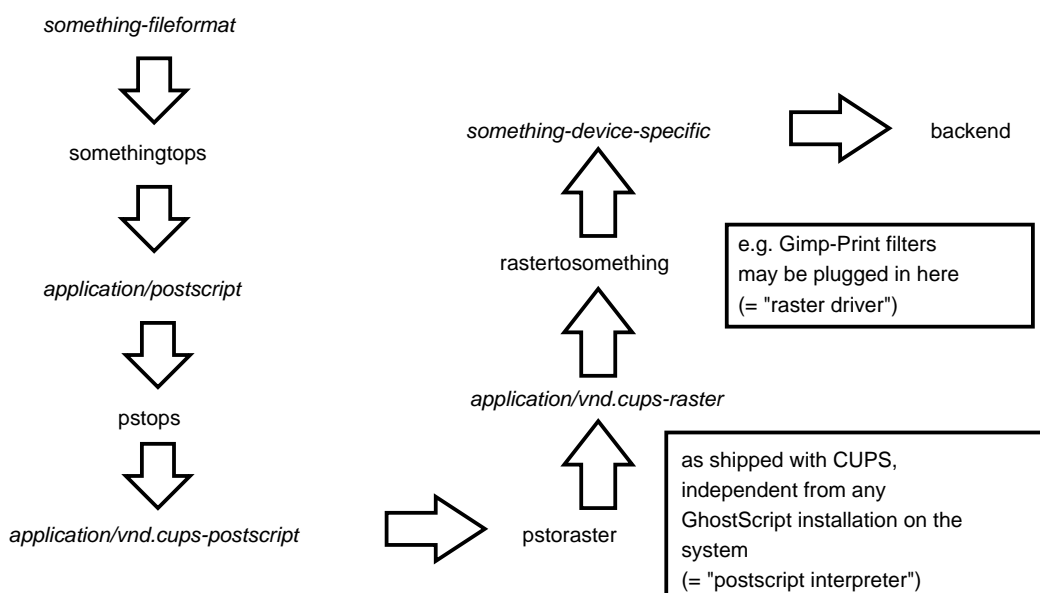 something-fileformat
somethingtops
application/postscript
pstops
application/vnd.cups-postscript
pstoraster
as shipped with CUPS,
independent from any
GhostScript installation on the
system
(= "postscript interpreter")
application/vnd.cups-raster
rastertosomething
e.g. Gimp-Print filters
may be plugged in here
(= "raster driver")
something-device-specific
backend